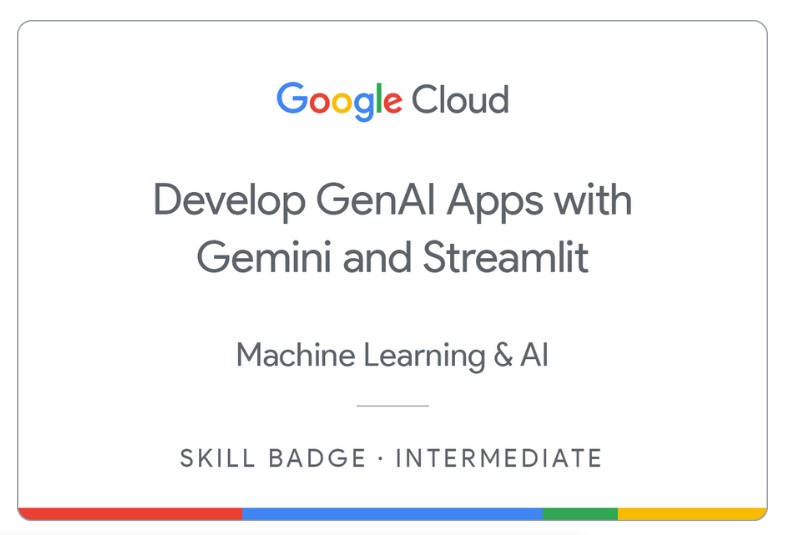 Google Cloud
Develop GenAI Apps with
Gemini and Streamlit
Machine Learning & AI
SKILL BADGE · INTERMEDIATE